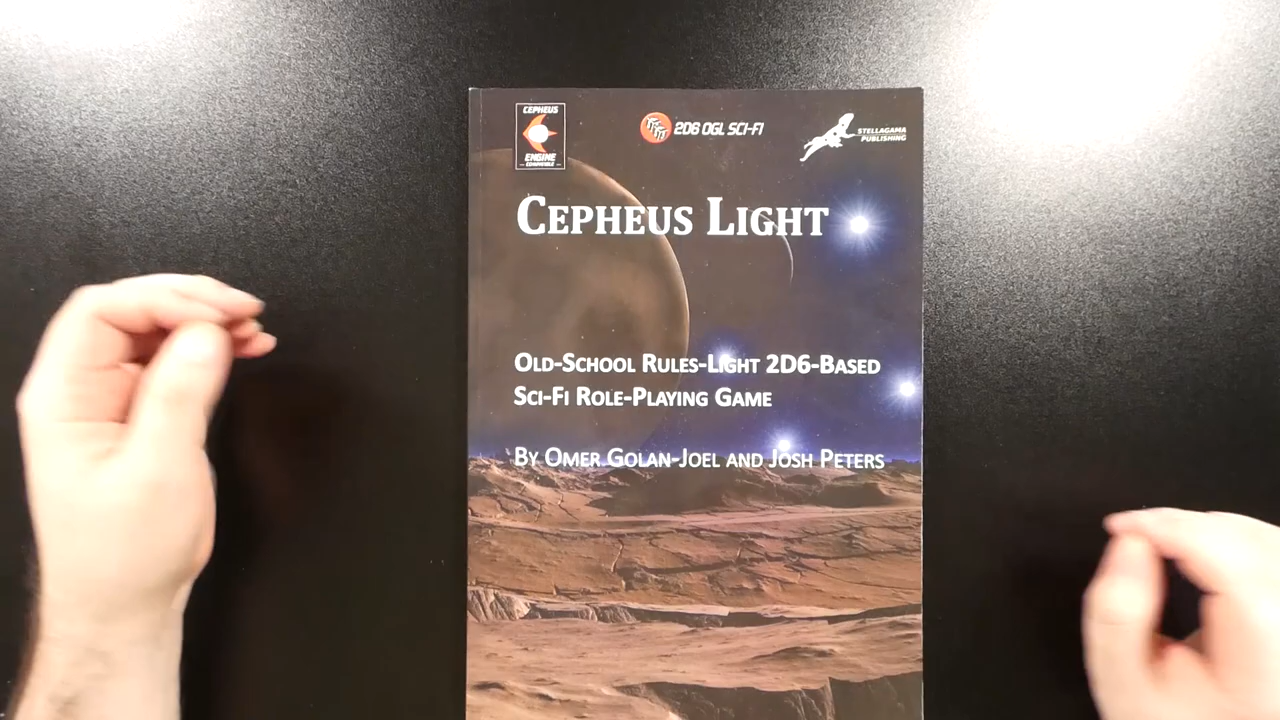 CEPHEUS
ENGINE
COMPATIBLE
2D6 OGL SCI-FI
STELLAGAMA
PUBLISHING
CEPHEUS LIGHT
OLD-SCHOOL RULES-LIGHT 2D6-BASED
SCI-FI ROLE-PLAYING GAME
BY OMER GOLAN-JOEL AND JOSH PETERS